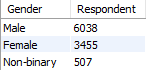 Gender Respondent
Male 6038
Female 3455
Non-binary 507